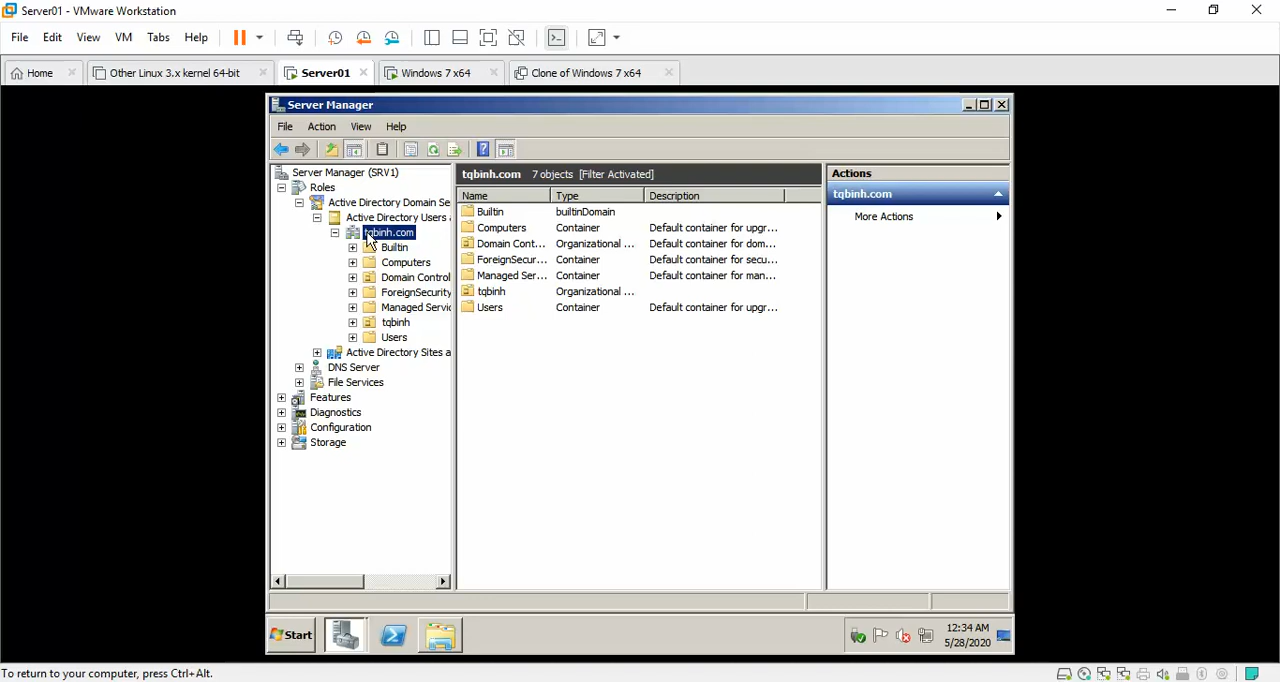 Server01 - VMware Workstation
File Edit View VM Tabs Help
Home Other Linux 3.x kernel 64-bit Server01 Windows 7 x64 Clone of Windows 7 x64
Server Manager
File Action View Help
Server Manager (SRV1)
Roles
Active Directory Domain Se
Active Directory Users
tqbinh.com
Builtin
Computers
Domain Control
ForeignSecurity
Managed Servi
tqbinh
Users
Active Directory Sites a
DNS Server
File Services
Features
Diagnostics
Configuration
Storage
tqbinh.com 7 objects [Filter Activated]
Name Type Description
Builtin builtinDomain
Computers Container Default container for upgr...
Domain Cont... Organizational ... Default container for dom...
ForeignSecur... Container Default container for secu...
Managed Ser... Container Default container for man...
tqbinh Organizational ...
Users Container Default container for upgr...
Actions
tqbinh.com
More Actions
Start
12:34 AM
5/28/2020
To return to your computer, press Ctrl+Alt.